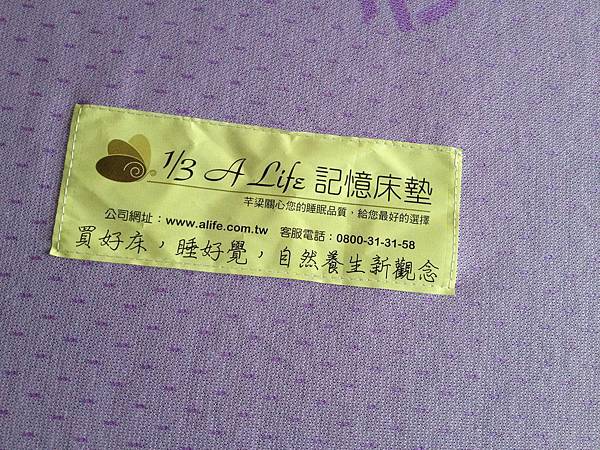 1/3 A Life 記憶床墊
芊梁關心您的睡眠品質，給您最好的選擇
公司網址：www.alife.com.tw 客服電話：0800-31-31-58
買好床，睡好覺，自然養生新觀念